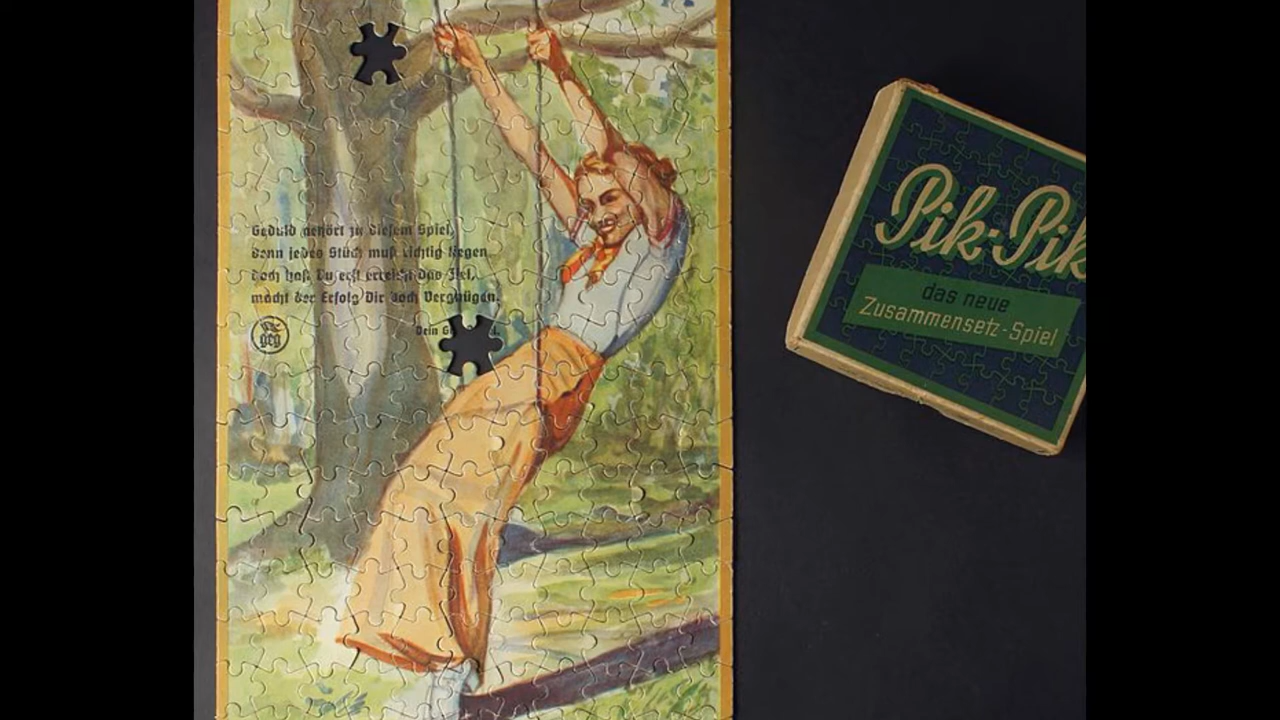 Geduld gehört zu diesem Spiel,
denn jedes Stück muß richtig liegen
doch hast Du erst erreicht das Ziel,
macht der Erfolg Dir doch Vergnügen.
Dein
geg
Pik-Pik
das neue
Zusammensetz-Spiel